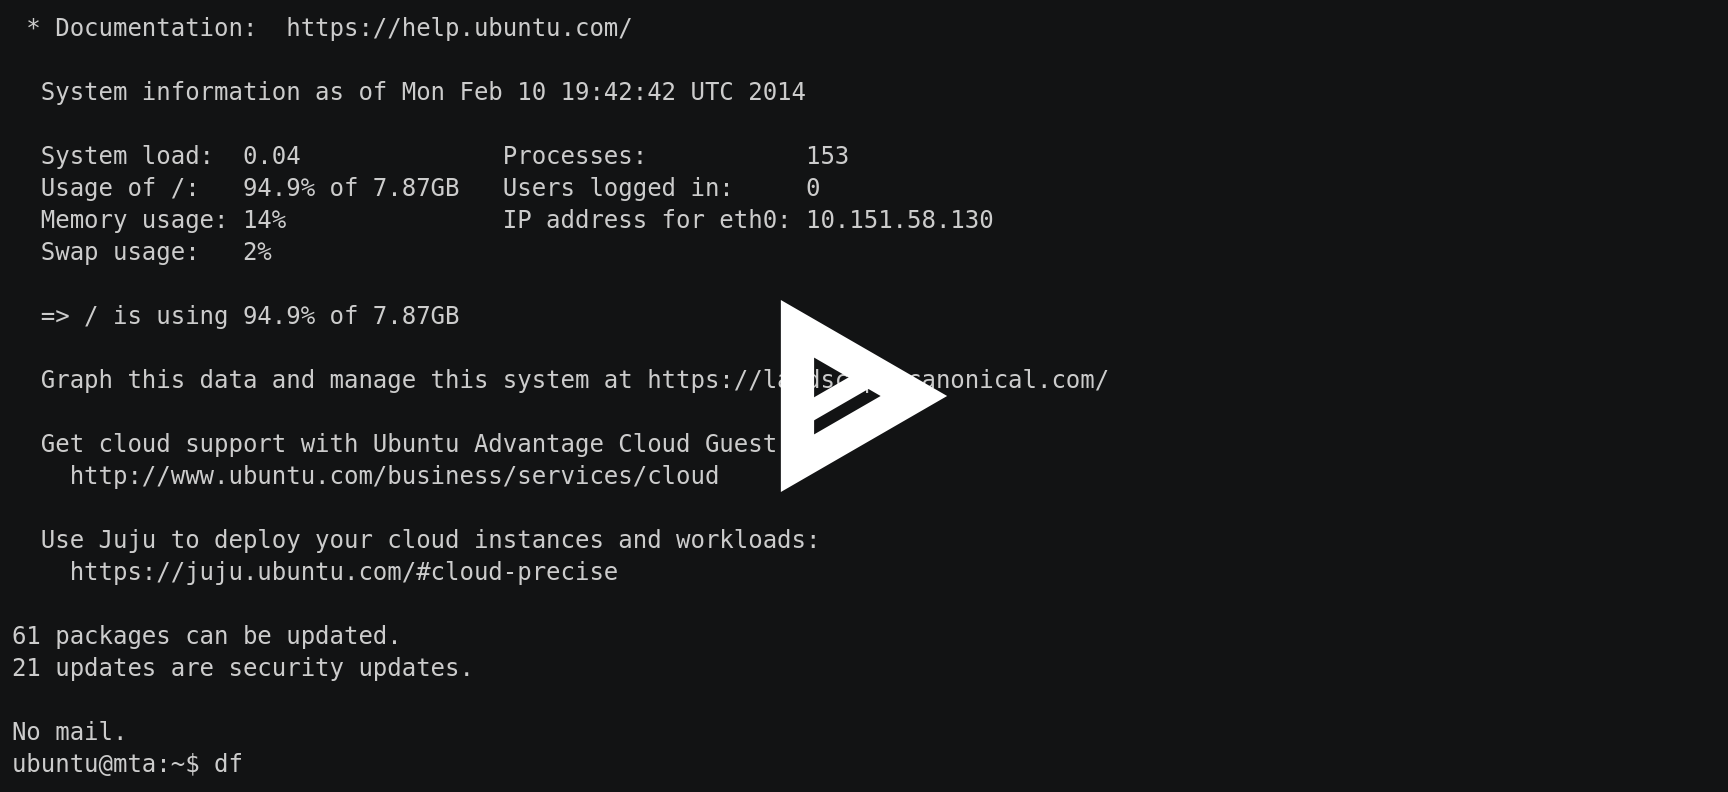 * Documentation:  https://help.ubuntu.com/
System information as of Mon Feb 10 19:42:42 UTC 2014
System load:  0.04              Processes:           153
Usage of /:   94.9% of 7.87GB   Users logged in:     0
Memory usage: 14%               IP address for eth0: 10.151.58.130
Swap usage:   2%
=> / is using 94.9% of 7.87GB
Graph this data and manage this system at canonical.com/
Get cloud support with Ubuntu Advantage Cloud Guest
http://www.ubuntu.com/business/services/cloud
Use Juju to deploy your cloud instances and workloads:
https://juju.ubuntu.com/#cloud-precise
61 packages can be updated.
21 updates are security updates.
No mail.
ubuntu@mta:~$ df